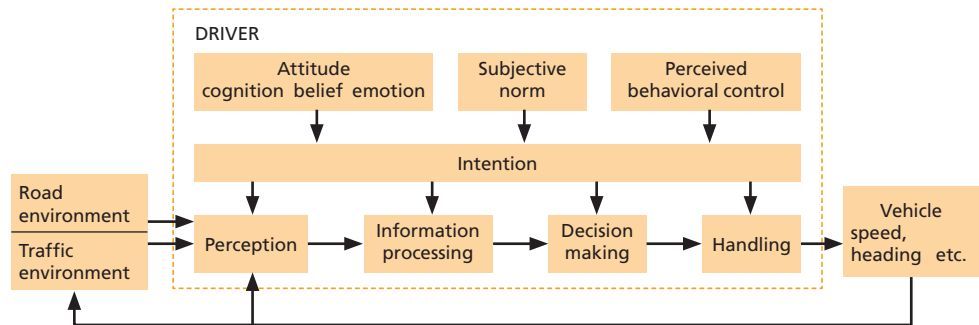 DRIVER
Attitude
cognition belief emotion
Subjective
norm
Perceived
behavioral control
Intention
Road
environment
Traffic
environment
Perception
Information
processing
Decision
making
Handling
Vehicle
speed,
heading etc.